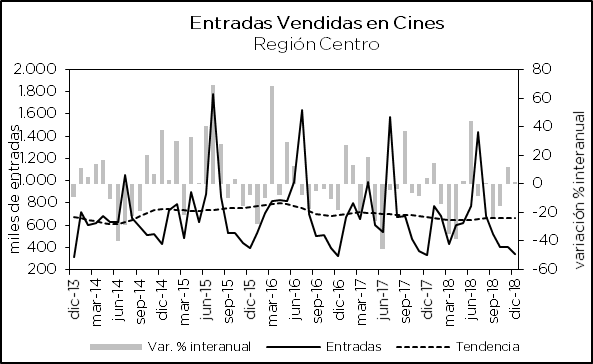 Entradas Vendidas en Cines
Región Centro
miles de entradas
2.000
1.800
1.600
1.400
1.200
1.000
800
600
400
200
80
60
40
20
0
-20
-40
-60
variación % interanual
dic-13
mar-14
jun-14
sep-14
dic-14
mar-15
jun-15
sep-15
dic-15
mar-16
jun-16
sep-16
dic-16
mar-17
jun-17
sep-17
dic-17
mar-18
jun-18
sep-18
dic-18
Var. % interanual
Entradas
Tendencia